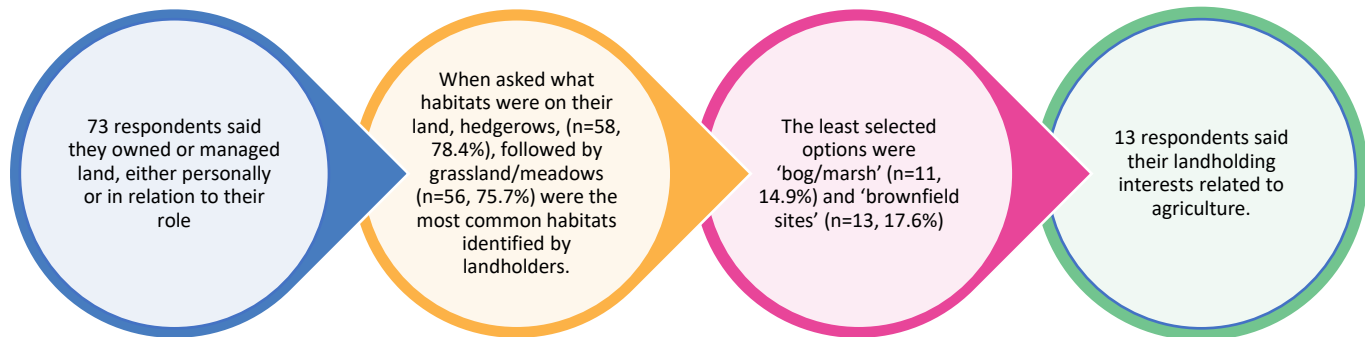 73 respondents said
they owned or managed
land, either personally
or in relation to their
role
When asked what
habitats were on their
land, hedgerows, (n=58,
78.4%), followed by
grassland/meadows
(n=56, 75.7%) were the
most common habitats
identified by
landholders.
The least selected
options were
‘bog/marsh’ (n=11,
14.9%) and ‘brownfield
sites’ (n=13, 17.6%)
13 respondents said
their landholding
interests related to
agriculture.